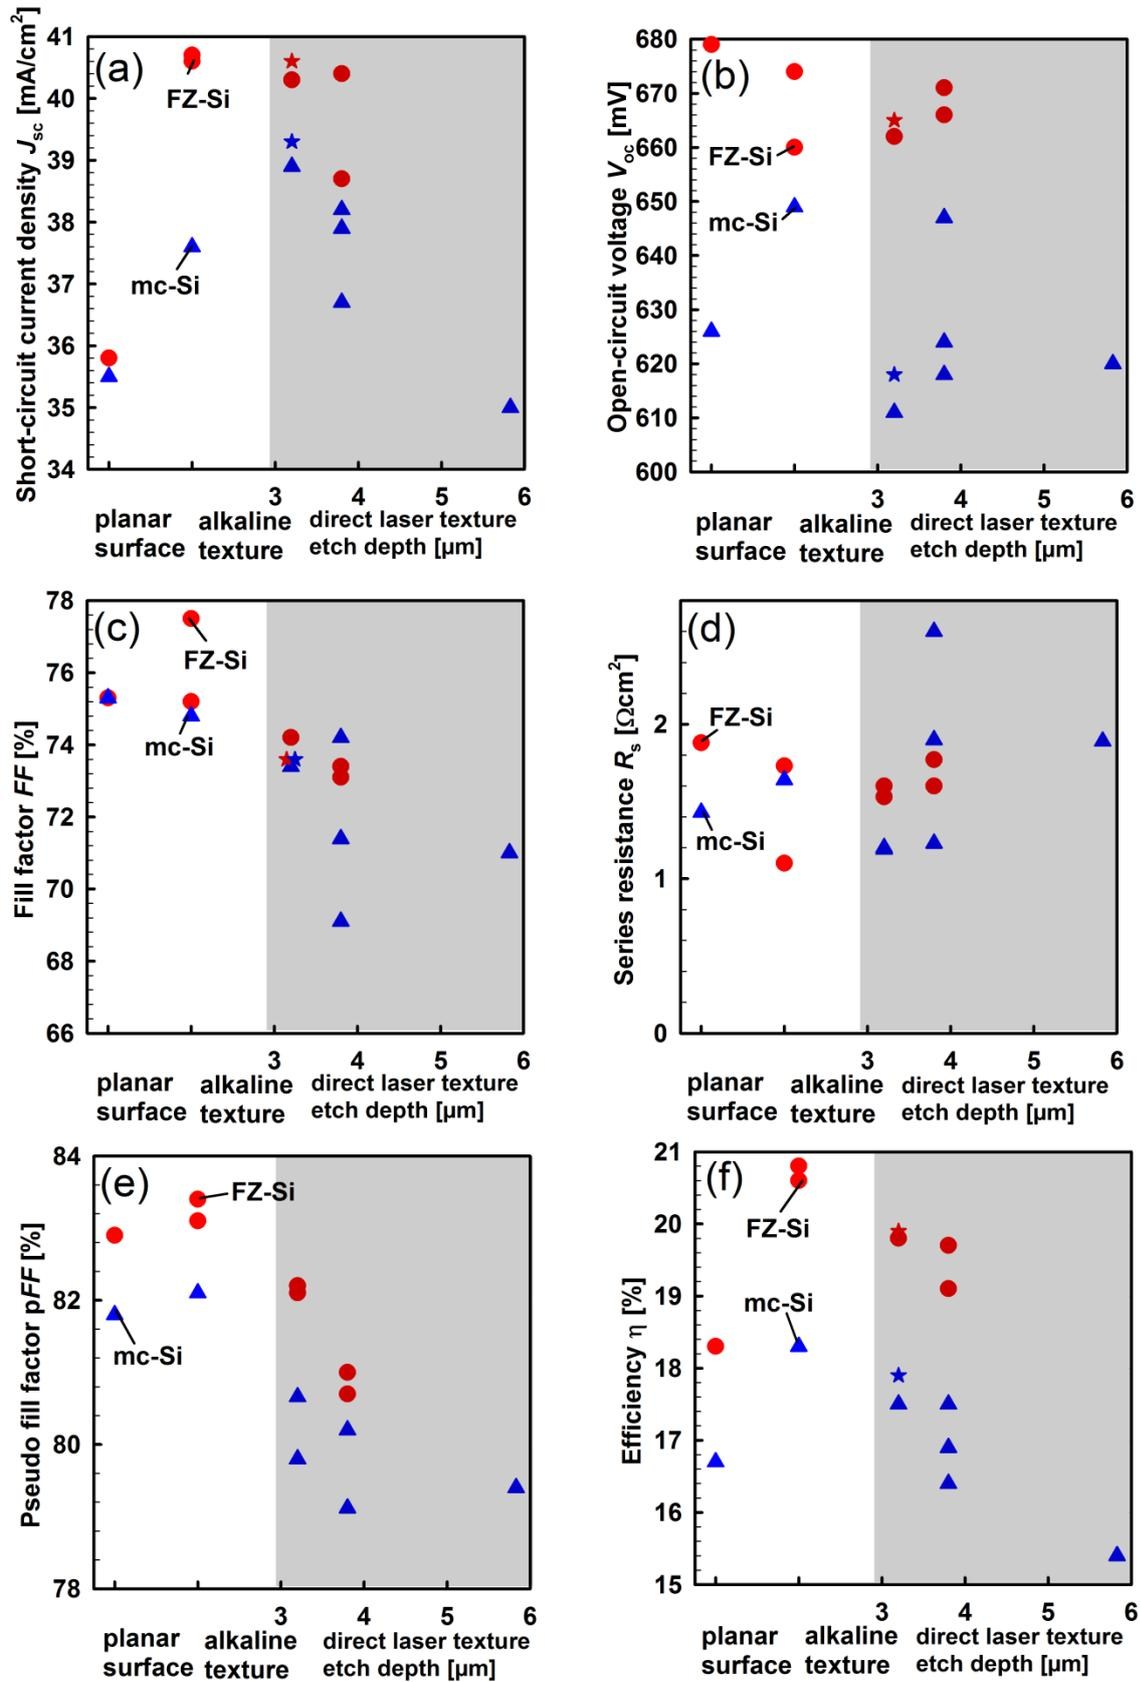 (a)
Short-circuit current density Jsc [mA/cm²]
41
40
39
38
37
36
35
34
FZ-Si
mc-Si
3 4 5 6
planar surface
alkaline texture
direct laser texture
etch depth [µm]
(b)
Open-circuit voltage Voc [mV]
680
670
660
650
640
630
620
610
600
FZ-Si
mc-Si
3 4 5 6
planar surface
alkaline texture
direct laser texture
etch depth [µm]
(c)
Fill factor FF [%]
78
76
74
72
70
68
66
FZ-Si
mc-Si
3 4 5 6
planar surface
alkaline texture
direct laser texture
etch depth [µm]
(d)
Series resistance Rs [Ωcm²]
2
1
0
FZ-Si
mc-Si
3 4 5 6
planar surface
alkaline texture
direct laser texture
etch depth [µm]
(e)
Pseudo fill factor pFF [%]
84
82
80
78
FZ-Si
mc-Si
3 4 5 6
planar surface
alkaline texture
direct laser texture
etch depth [µm]
(f)
Efficiency η [%]
21
20
19
18
17
16
15
FZ-Si
mc-Si
3 4 5 6
planar surface
alkaline texture
direct laser texture
etch depth [µm]